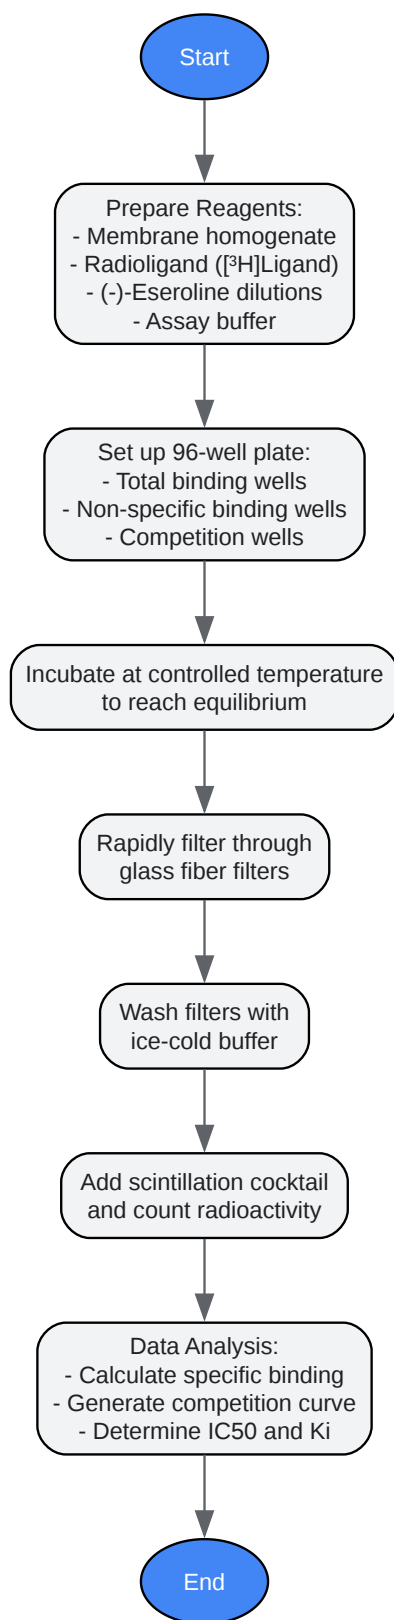 Start
Prepare Reagents:
- Membrane homogenate
- Radioligand ([³H]Ligand)
- (-)-Eseroline dilutions
- Assay buffer
Set up 96-well plate:
- Total binding wells
- Non-specific binding wells
- Competition wells
Incubate at controlled temperature
to reach equilibrium
Rapidly filter through
glass fiber filters
Wash filters with
ice-cold buffer
Add scintillation cocktail
and count radioactivity
Data Analysis:
- Calculate specific binding
- Generate competition curve
- Determine IC50 and Ki
End